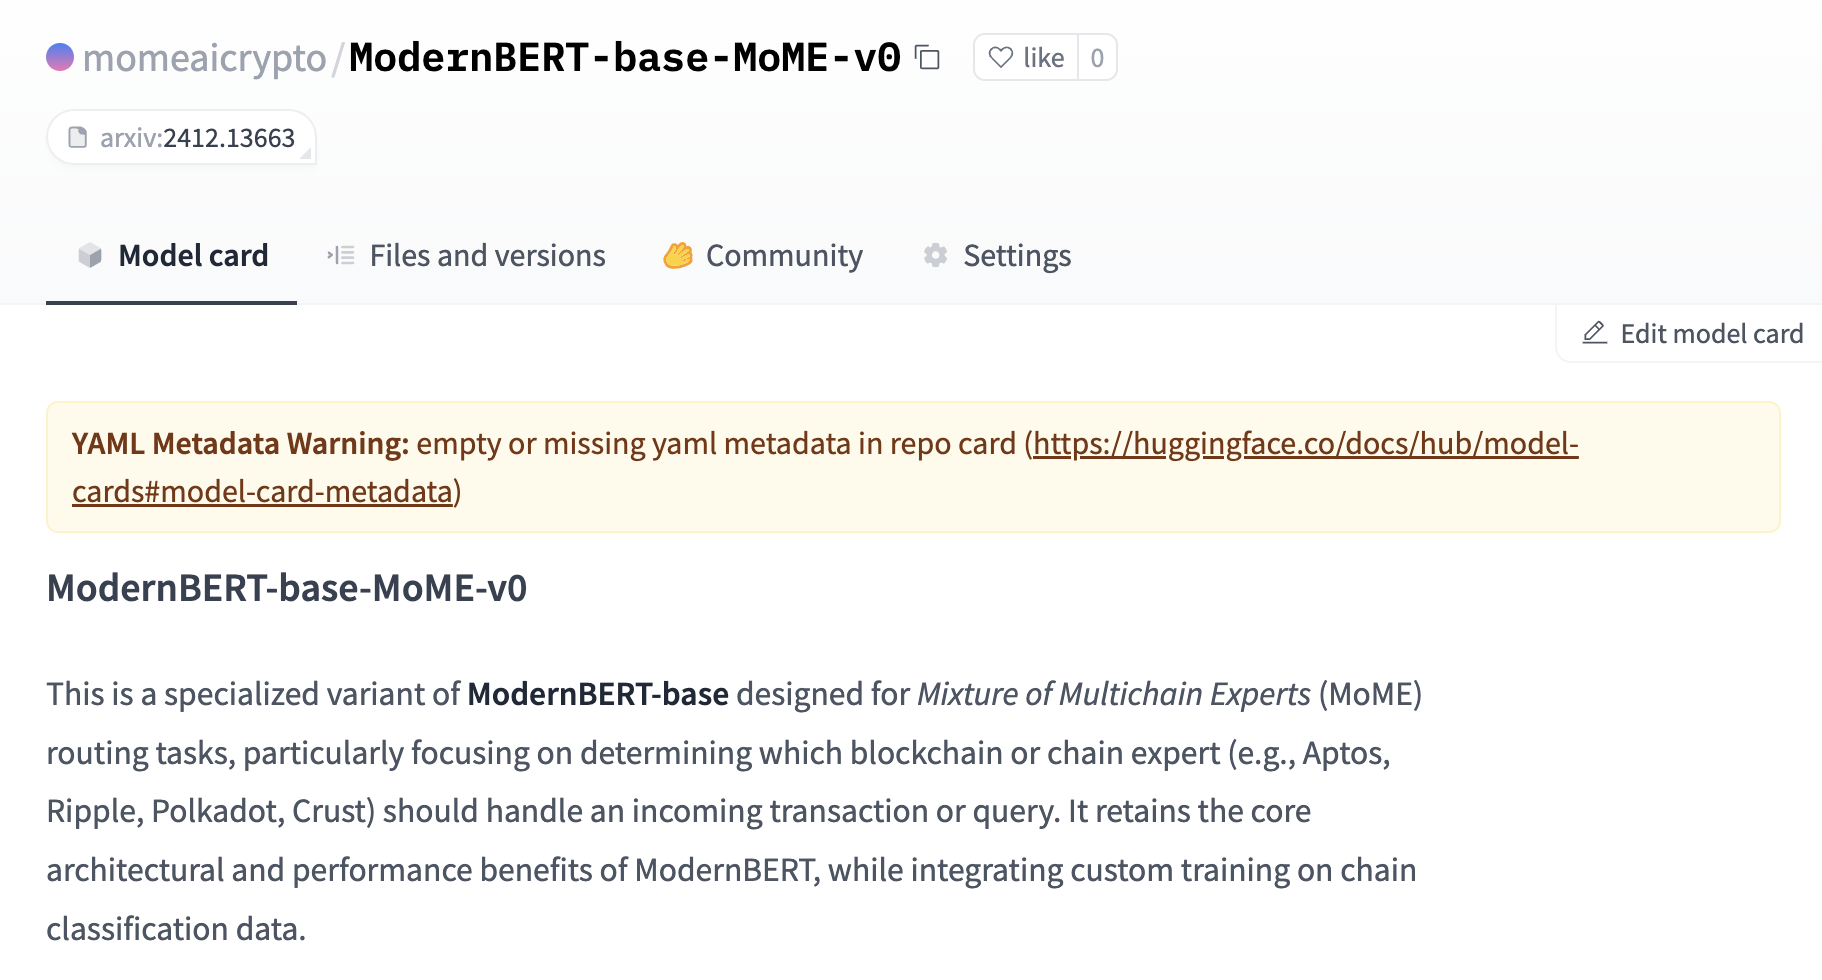 momeaicrypto/ModernBERT-base-MoME-v0 like 0
arxiv:2412.13663
Model card Files and versions Community Settings
Edit model card
YAML Metadata Warning: empty or missing yaml metadata in repo card (https://huggingface.co/docs/hub/model-
cards#model-card-metadata)
ModernBERT-base-MoME-v0
This is a specialized variant of ModernBERT-base designed for Mixture of Multichain Experts (MoME)
routing tasks, particularly focusing on determining which blockchain or chain expert (e.g., Aptos,
Ripple, Polkadot, Crust) should handle an incoming transaction or query. It retains the core
architectural and performance benefits of ModernBERT, while integrating custom training on chain
classification data.